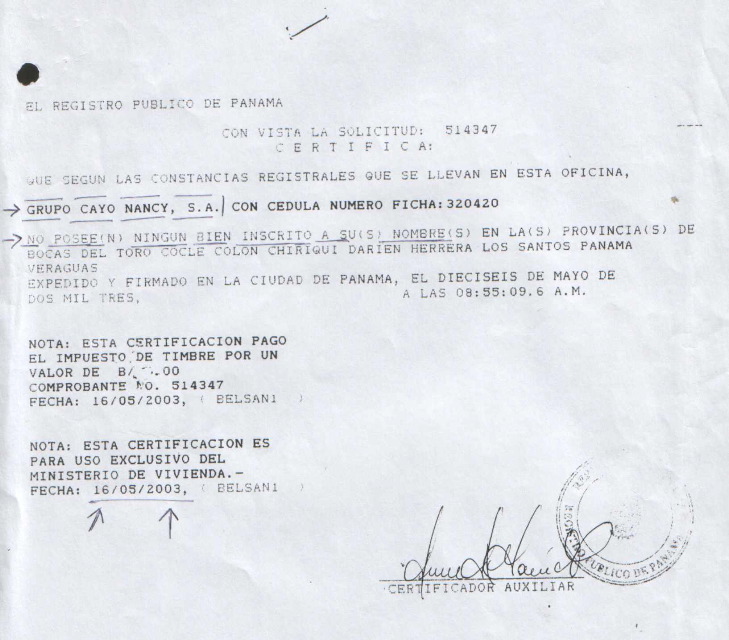 EL REGISTRO PUBLICO DE PANAMA
CON VISTA LA SOLICITUD: 514347
C E R T I F I C A:
QUE SEGUN LAS CONSTANCIAS REGISTRALES QUE SE LLEVAN EN ESTA OFICINA,
GRUPO CAYO NANCY, S.A. CON CEDULA NUMERO FICHA:320420
NO POSEE(N) NINGUN BIEN INSCRITO A SU(S) NOMBRE(S) EN LA(S) PROVINCIA(S) DE
BOCAS DEL TORO COCLE COLON CHIRIQUI DARIEN HERRERA LOS SANTOS PANAMA
VERAGUAS
EXPEDIDO Y FIRMADO EN LA CIUDAD DE PANAMA, EL DIECISEIS DE MAYO DE
DOS MIL TRES, A LAS 08:55:09.6 A.M.
NOTA: ESTA CERTIFICACION PAGO
EL IMPUESTO DE TIMBRE POR UN
VALOR DE B/ .00
COMPROBANTE NO. 514347
FECHA: 16/05/2003, ( BELSAN1 )
NOTA: ESTA CERTIFICACION ES
PARA USO EXCLUSIVO DEL
MINISTERIO DE VIVIENDA.-
FECHA: 16/05/2003, ( BELSAN1 )
CERTIFICADOR AUXILIAR
PUBLICO DE PANAMA